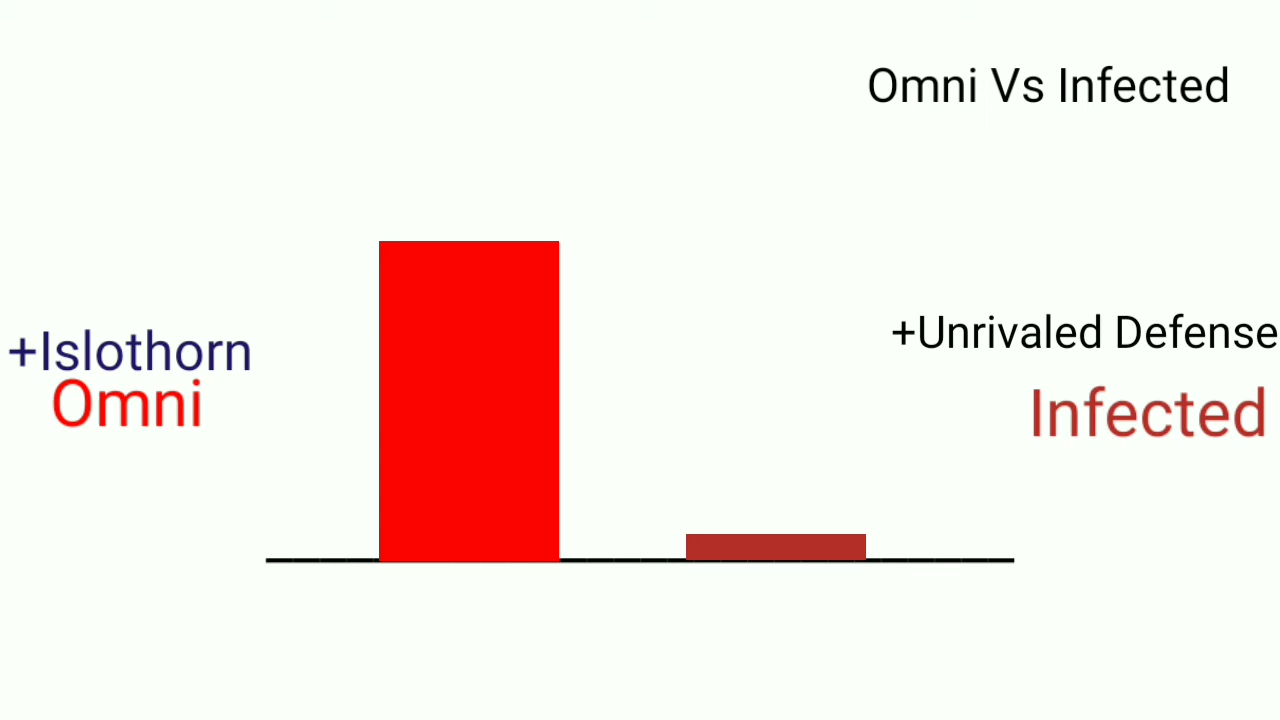 Omni Vs Infected
+Islothorn
Omni
+Unrivaled Defense
Infected